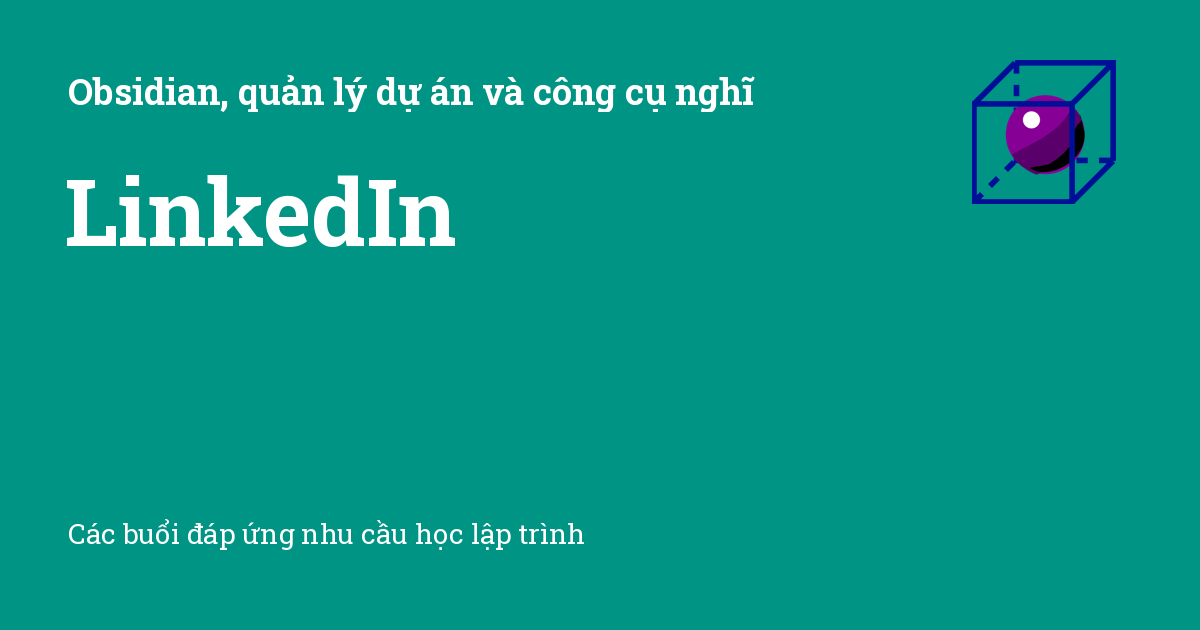 Obsidian, quản lý dự án và công cụ nghĩ
LinkedIn
Các buổi đáp ứng nhu cầu học lập trình